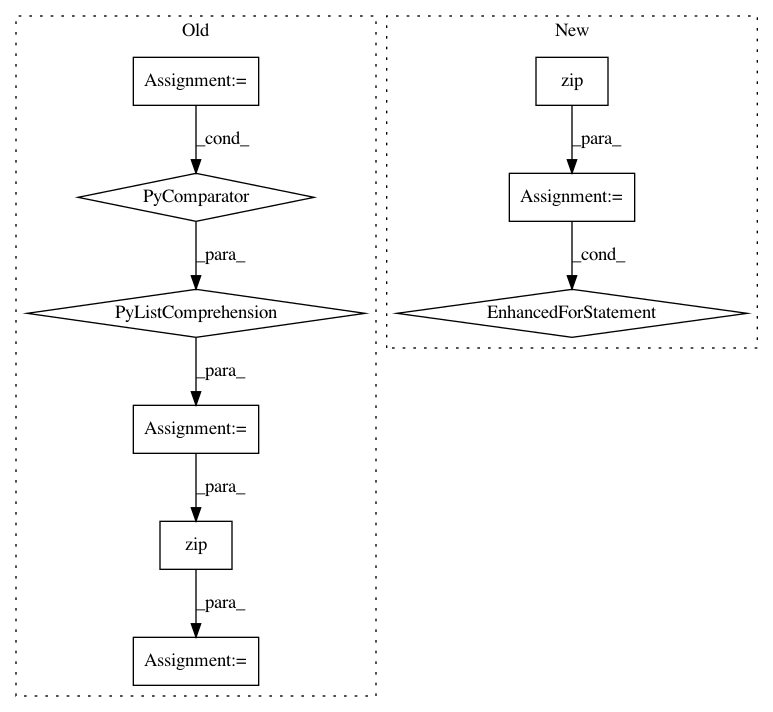 Old
Assignment:=
_cond_
PyComparator
_para_
PyListComprehension
_para_
Assignment:=
_para_
zip
_para_
Assignment:=
New
zip
_para_
Assignment:=
_cond_
EnhancedForStatement